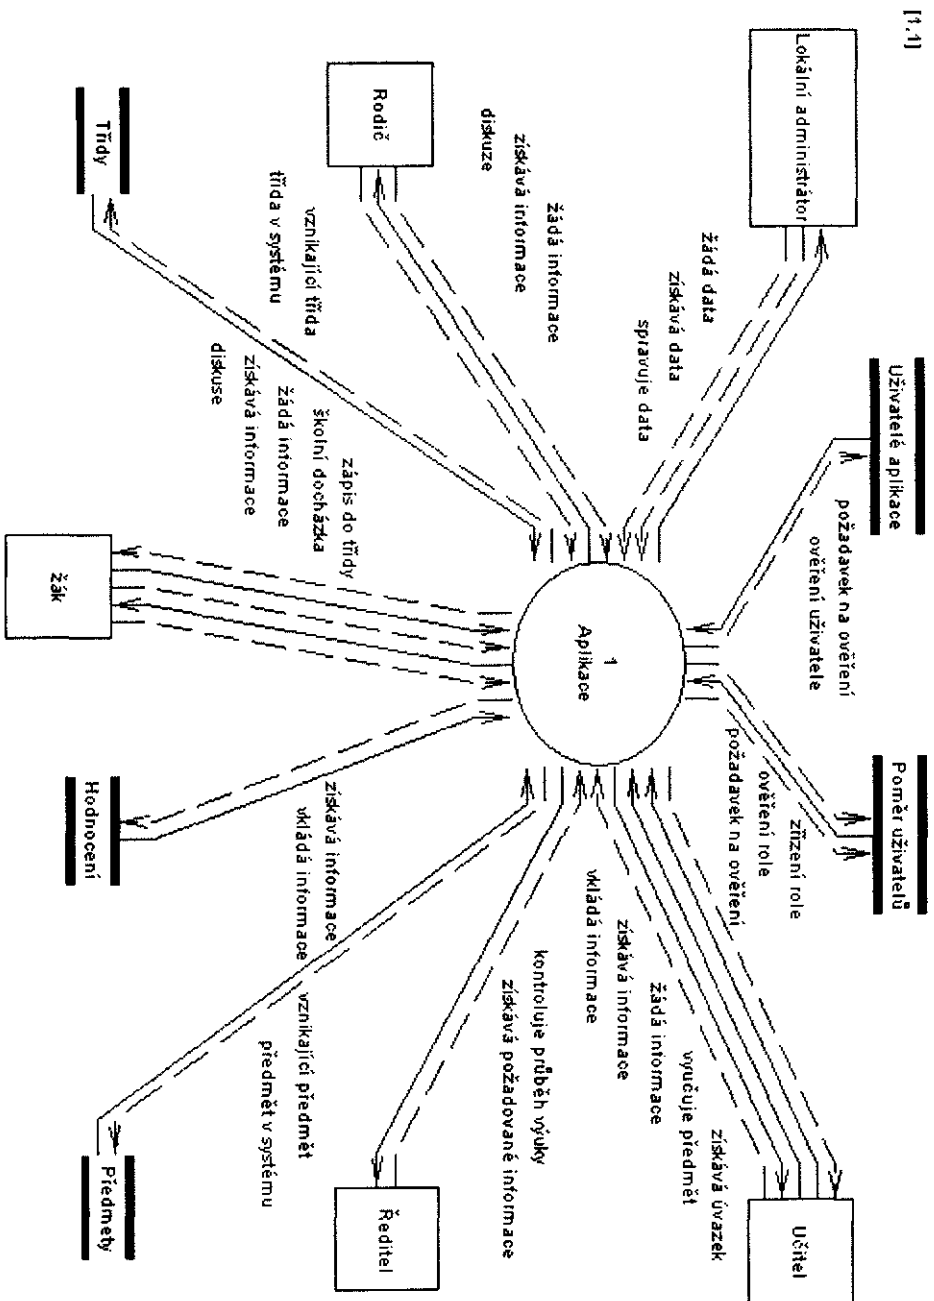 [1.1]
Lokální administrátor
žádá data
získává data
spravuje data
Uživatelé aplikace
požadavek na ověření
ověření uživatele
Poměr uživatelů
zřízení role
ověření role
požadavek na ověření
Učitel
získává úvazek
vyručuje předmět
žádá informace
získává informace
vkládá informace
Rodič
žádá informace
získává informace
diskuze
1
Aplikace
kontroluje průběh výuky
získává požadované informace
Ředitel
Třídy
vznikající třída
třída v systému
zápis do třídy
školní docházka
žádá informace
získává informace
diskuse
žák
získává informace
vkládá informace
Hodnocení
vznikající předmět
předmět v systému
Předmety